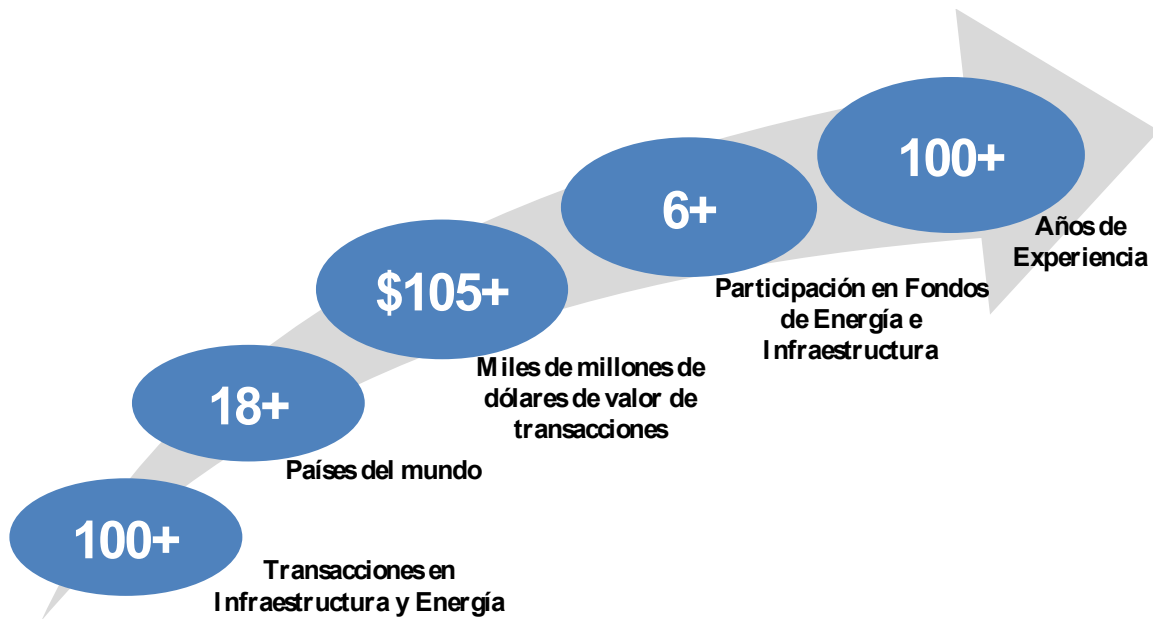 100+
Años de
Experiencia
6+
Participación en Fondos
de Energía e
Infraestructura
$105+
Miles de millones de
dólares de valor de
transacciones
18+
Países del mundo
100+
Transacciones en
Infraestructura y Energía